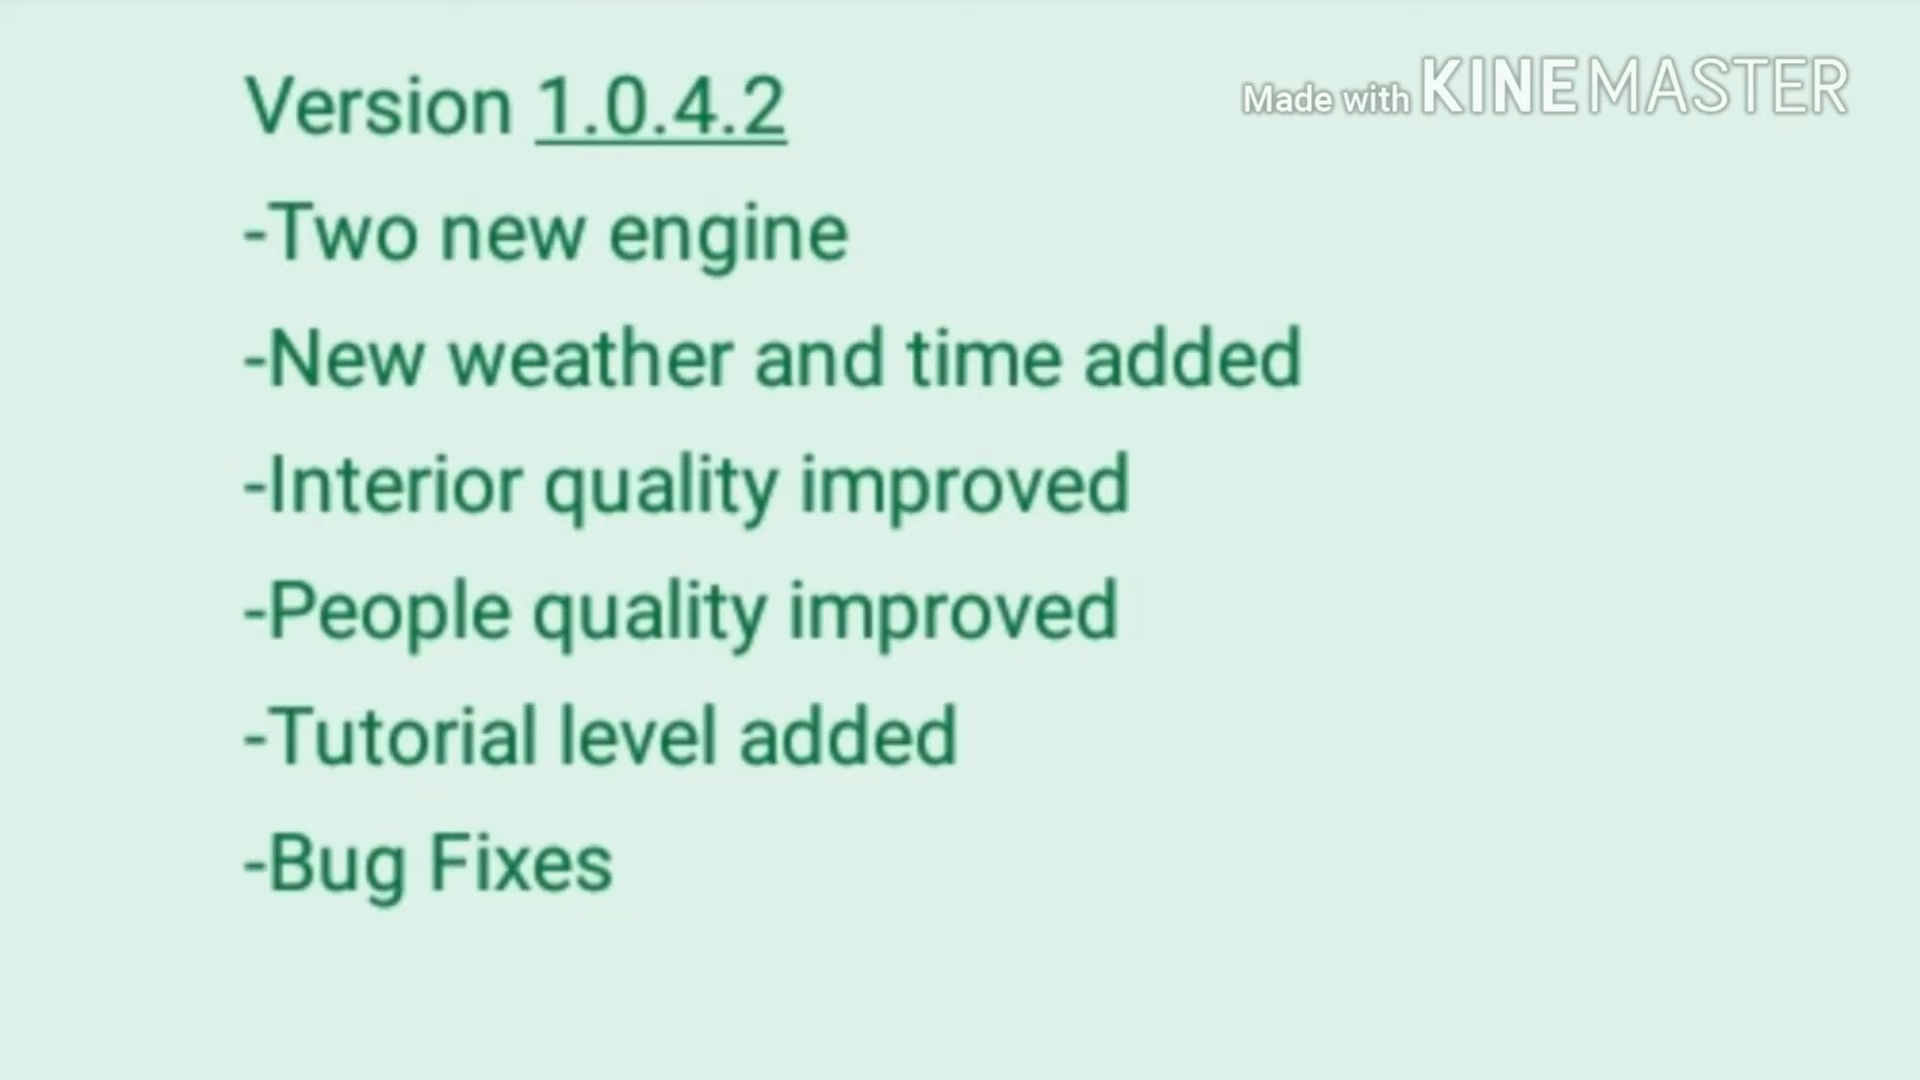 Version 1.0.4.2
Made with KINEMASTER
-Two new engine
-New weather and time added
-Interior quality improved
-People quality improved
-Tutorial level added
-Bug Fixes